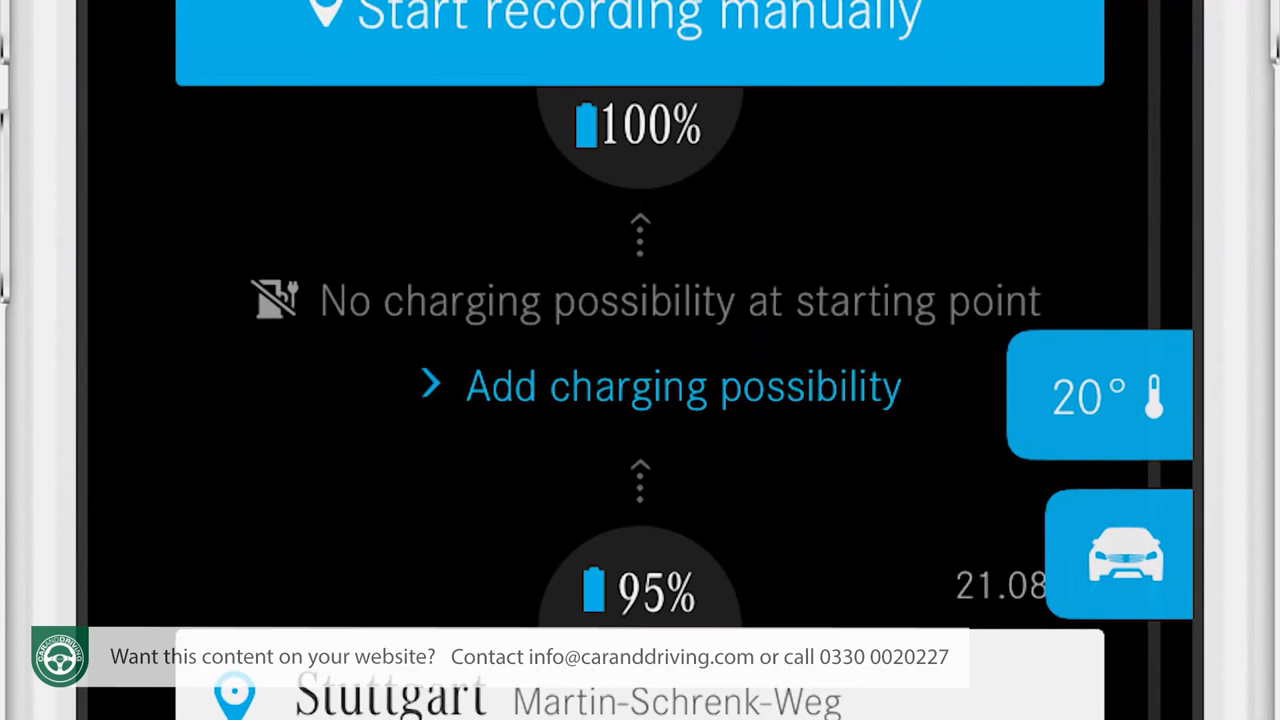 Start recording manually
100%
No charging possibility at starting point
Add charging possibility
20°
95%
21.08
CARANDDRIVING
Want this content on your website? Contact info@caranddriving.com or call 0330 0020227
Stuttgart Martin-Schrenk-Weg